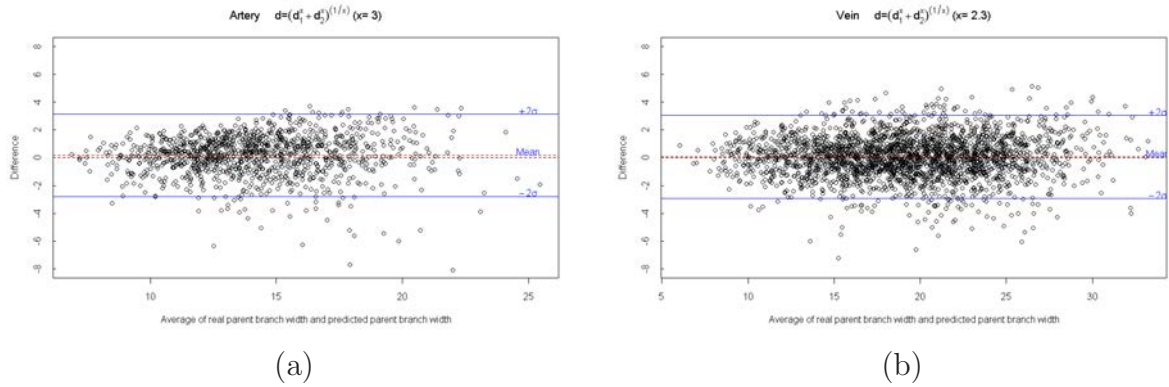 Artery d=(d₁ˣ + d₂ˣ)^(1/x) (x= 3)
Difference
8
6
4
2
0
-2
-4
-6
-8
+2σ
Mean
-2σ
10 15 20 25
Average of real parent branch width and predicted parent branch width
(a)
Vein d=(d₁ˣ + d₂ˣ)^(1/x) (x= 2.3)
Difference
8
6
4
2
0
-2
-4
-6
-8
+2σ
Mean
-2σ
5 10 15 20 25 30
Average of real parent branch width and predicted parent branch width
(b)